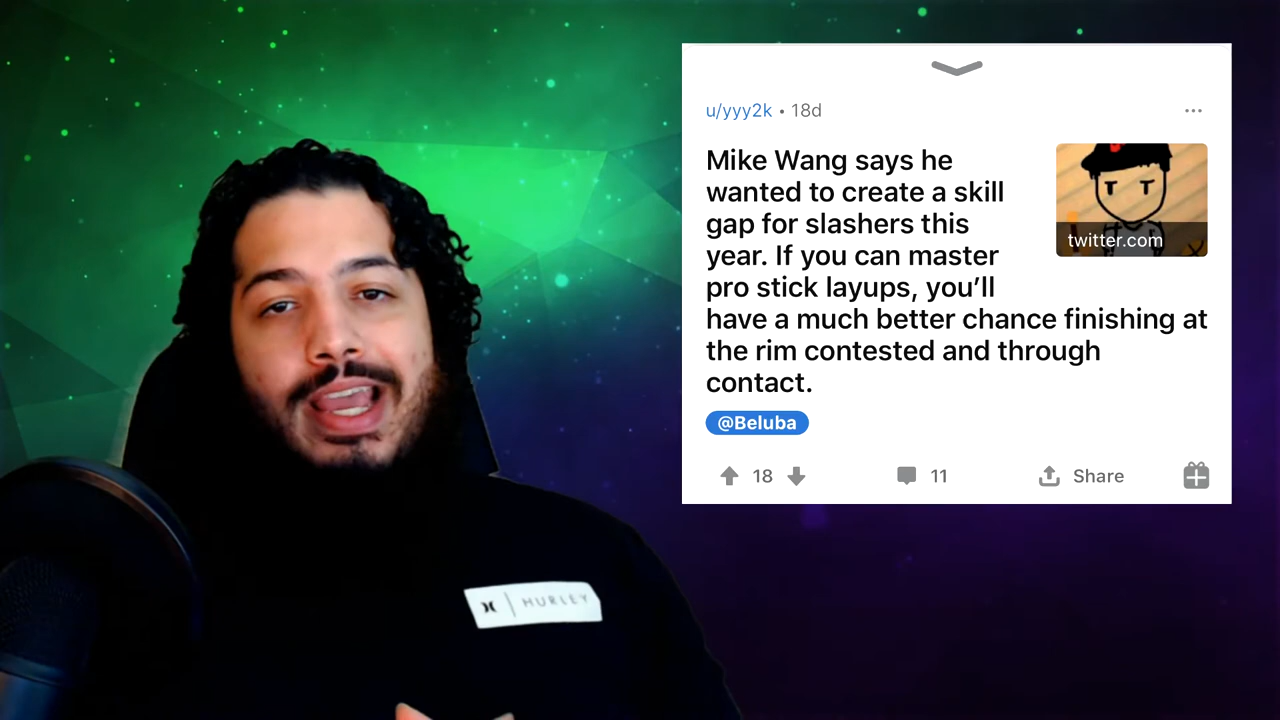 u/yyy2k • 18d
Mike Wang says he
wanted to create a skill
gap for slashers this
year. If you can master
pro stick layups, you’ll
have a much better chance finishing at
the rim contested and through
contact.
twitter.com
@Beluba
18
11
Share
HURLEY